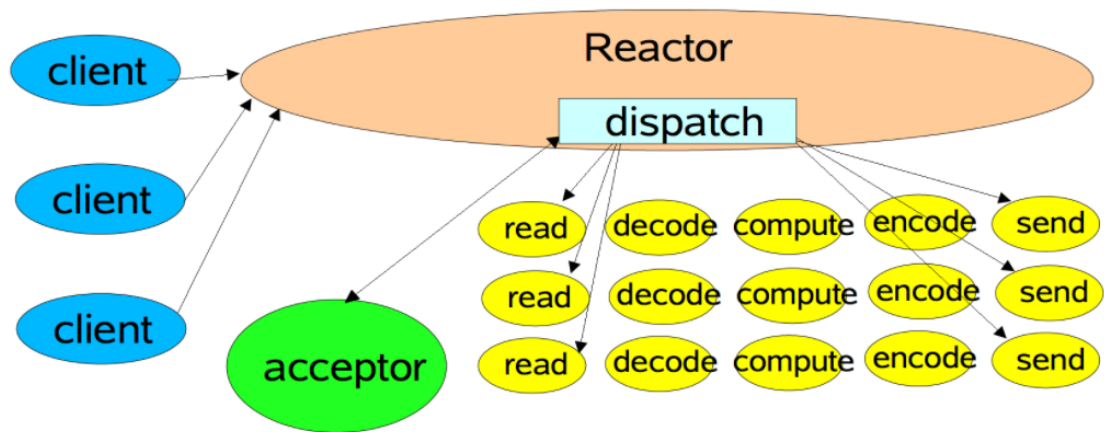 client
Reactor
dispatch
client
read decode compute encode send
client
read decode compute encode send
acceptor
read decode compute encode send